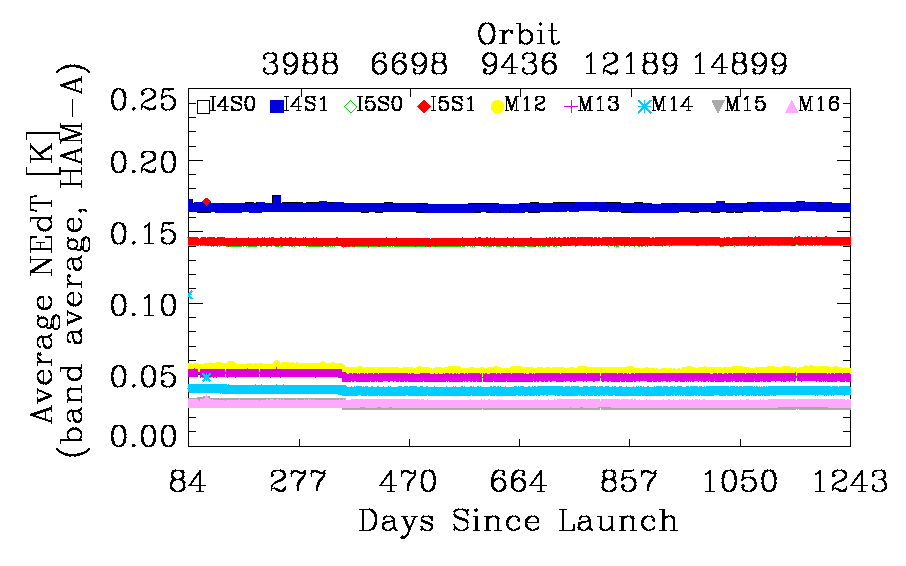 Orbit
3988 6698 9436 12189 14899
0.25
I4S0 I4S1 I5S0 I5S1 M12 M13 M14 M15 M16
0.20
0.15
0.10
0.05
0.00
Average NEdT [K]
(band average, HAM-A)
84 277 470 664 857 1050 1243
Days Since Launch